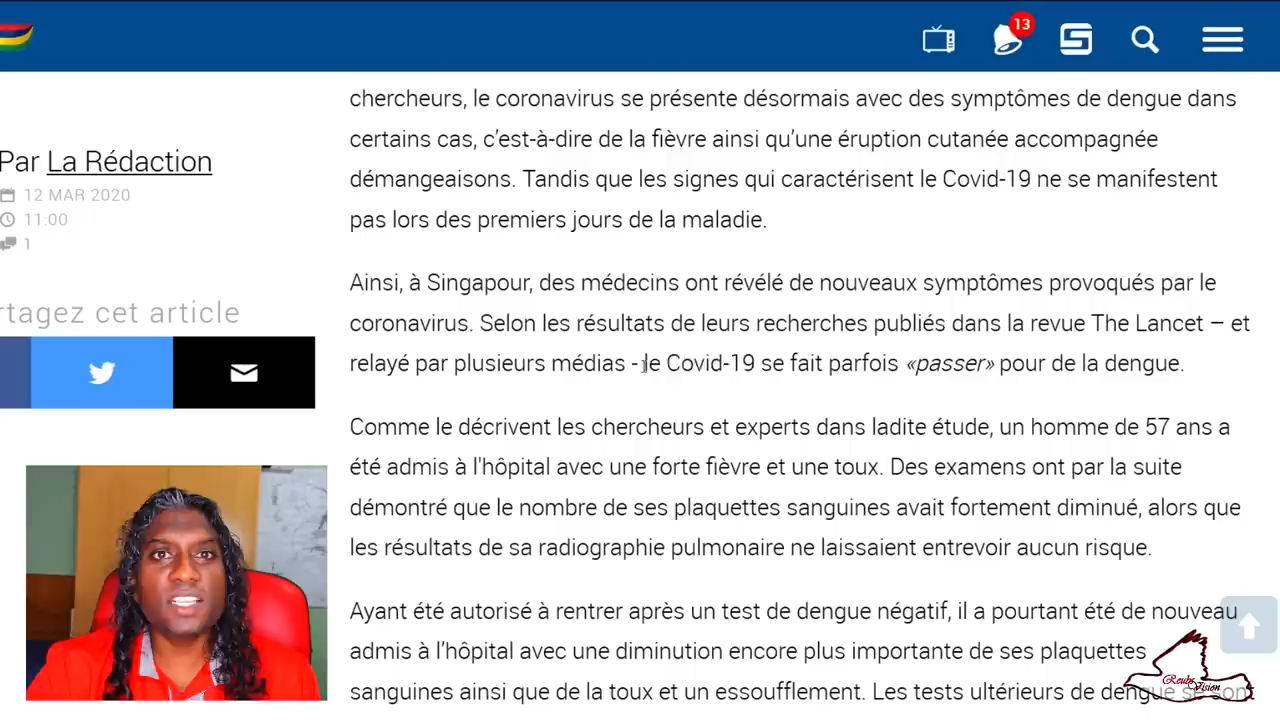 13
Par La Rédaction
12 MAR 2020
11:00
1
rtagez cet article
chercheurs, le coronavirus se présente désormais avec des symptômes de dengue dans
certains cas, c’est-à-dire de la fièvre ainsi qu’une éruption cutanée accompagnée
démangeaisons. Tandis que les signes qui caractérisent le Covid-19 ne se manifestent
pas lors des premiers jours de la maladie.
Ainsi, à Singapour, des médecins ont révélé de nouveaux symptômes provoqués par le
coronavirus. Selon les résultats de leurs recherches publiés dans la revue The Lancet – et
relayé par plusieurs médias - le Covid-19 se fait parfois «passer» pour de la dengue.
Comme le décrivent les chercheurs et experts dans ladite étude, un homme de 57 ans a
été admis à l'hôpital avec une forte fièvre et une toux. Des examens ont par la suite
démontré que le nombre de ses plaquettes sanguines avait fortement diminué, alors que
les résultats de sa radiographie pulmonaire ne laissaient entrevoir aucun risque.
Ayant été autorisé à rentrer après un test de dengue négatif, il a pourtant été de nouveau
admis à l’hôpital avec une diminution encore plus importante de ses plaquettes
sanguines ainsi que de la toux et un essoufflement. Les tests ultérieurs de dengue se sont
Reubs Vision